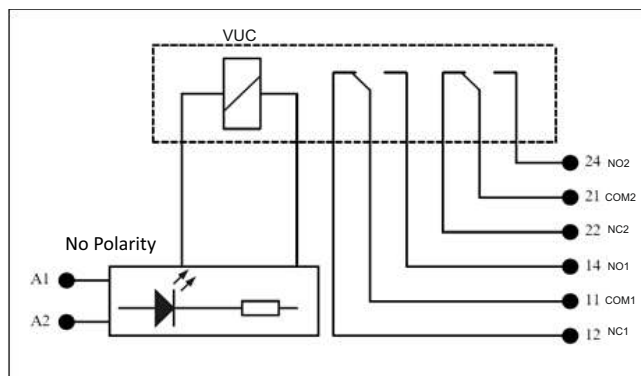 VUC
24 NO2
21 COM2
22 NC2
No Polarity
14 NO1
A1
11 COM1
A2
12 NC1